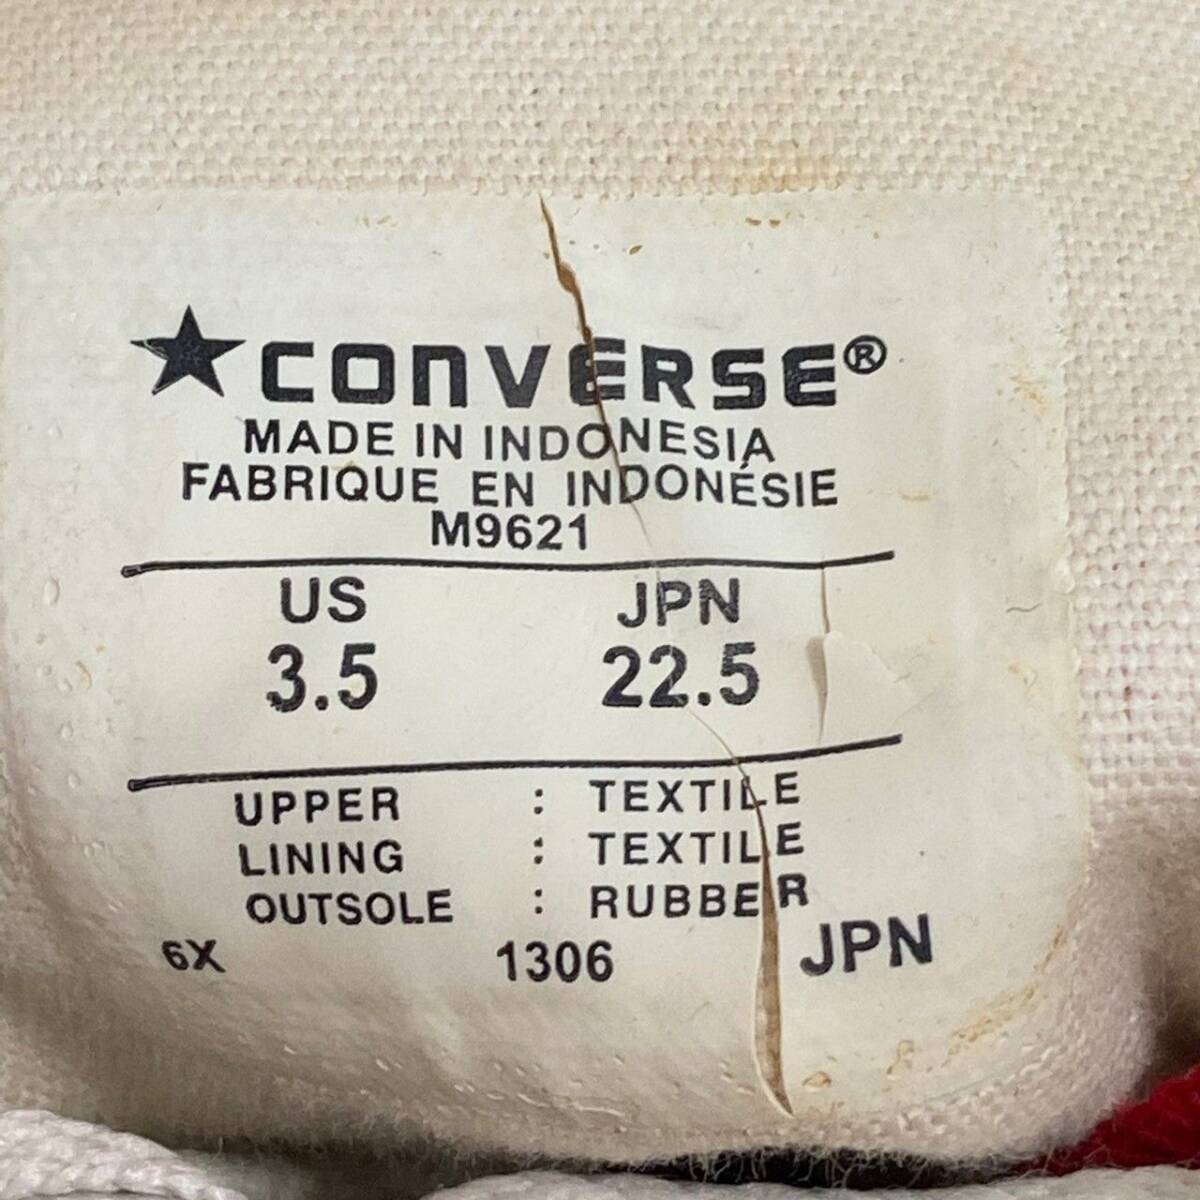 ★CONVERSE®
MADE IN INDONESIA
FABRIQUE EN INDONÉSIE
M9621
US JPN
3.5 22.5
UPPER : TEXTILE
LINING : TEXTILE
OUTSOLE : RUBBER
6X 1306 JPN